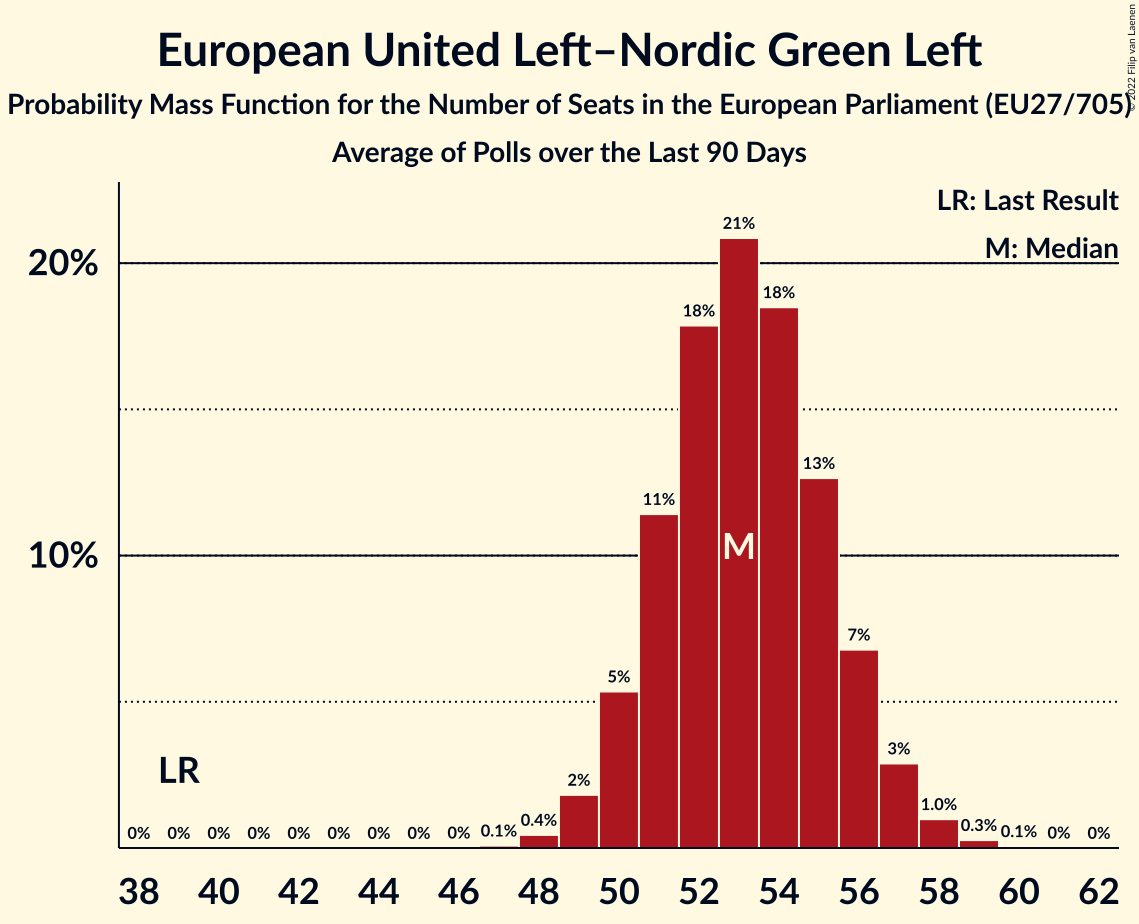 European United Left–Nordic Green Left
Probability Mass Function for the Number of Seats in the European Parliament (EU27/705)
Average of Polls over the Last 90 Days
© 2022 Filip van Laenen
LR: Last Result
M: Median
20%
10%
21%
18%
18%
13%
11%
M
7%
5%
3%
LR
2%
1.0%
0% 0% 0% 0% 0% 0% 0% 0% 0% 0.1% 0.4% 0.3% 0.1% 0% 0%
38 40 42 44 46 48 50 52 54 56 58 60 62